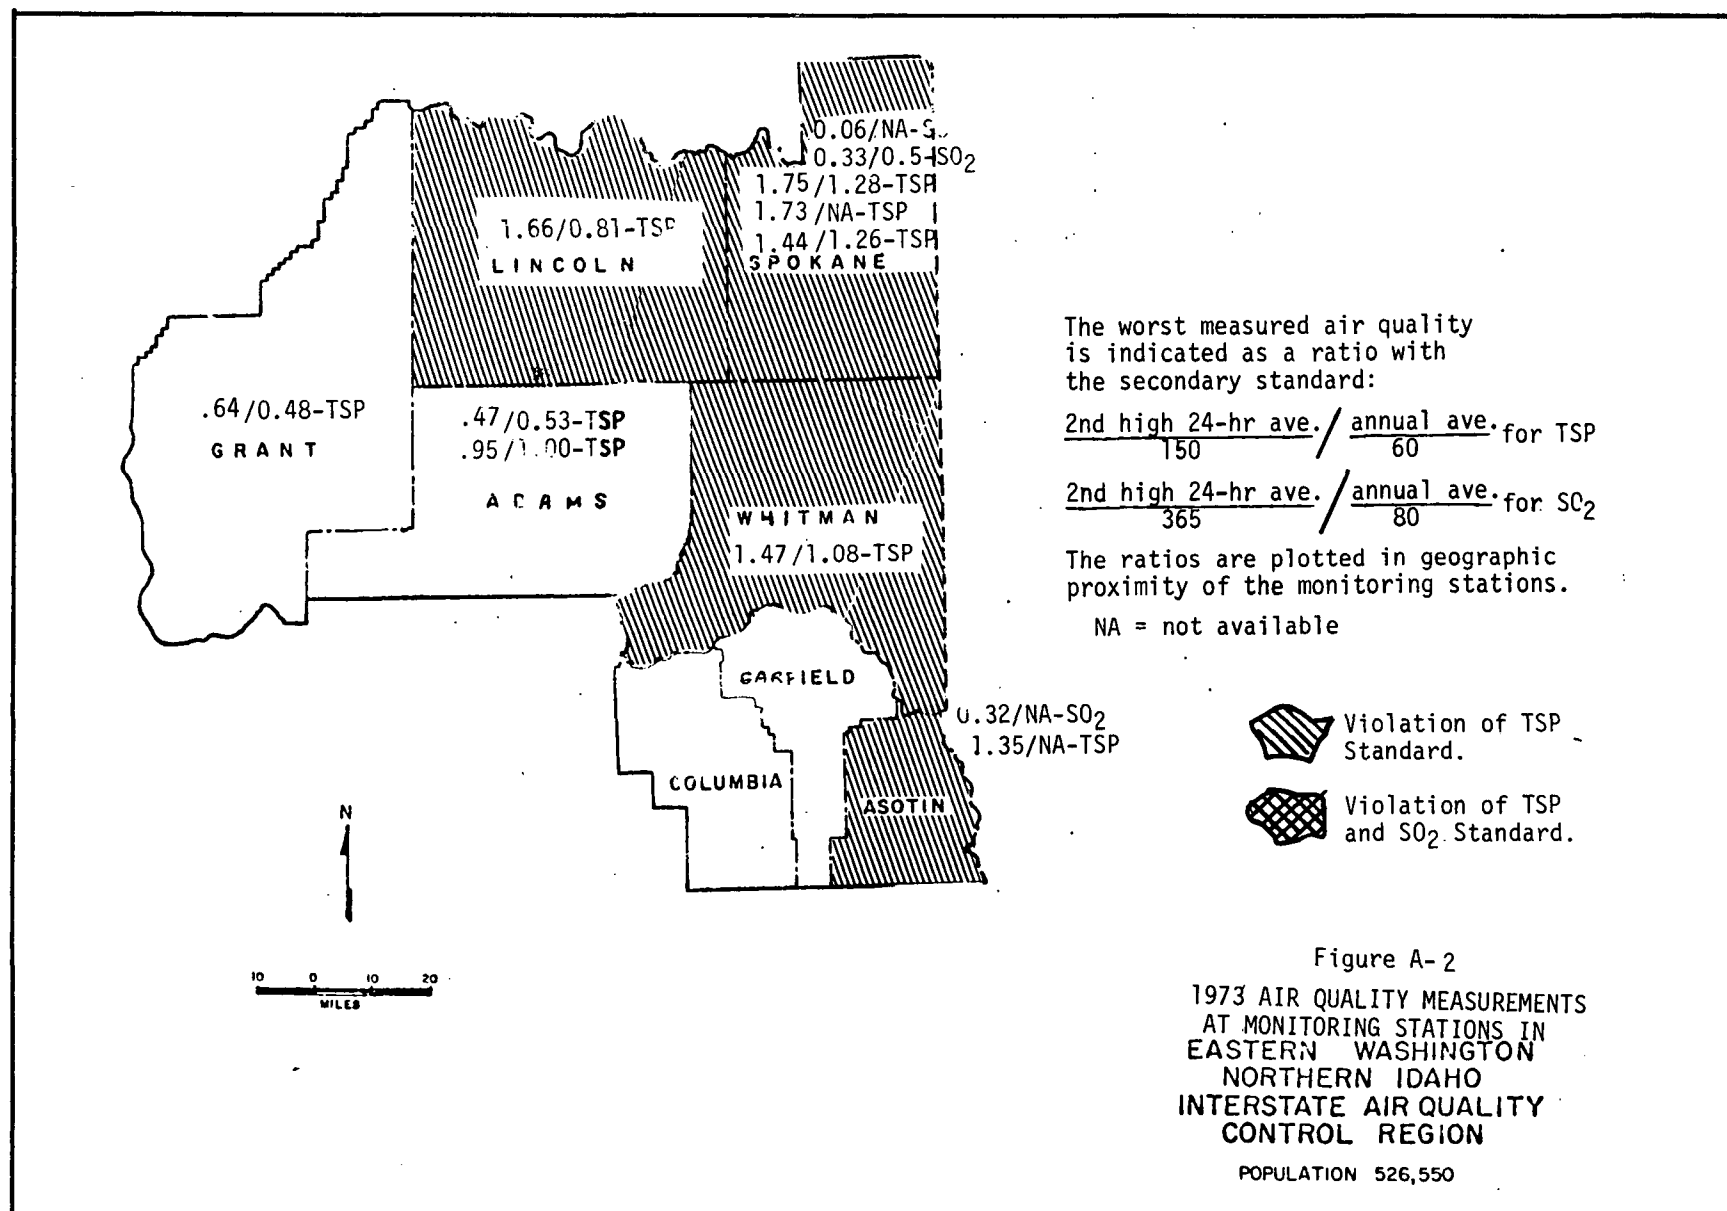 0.06/NA-S
0.33/0.5-SO2
1.75/1.28-TSP
1.73/NA-TSP
1.44/1.26-TSP
SPOKANE
1.66/0.81-TSP
LINCOLN
.64/0.48-TSP
GRANT
.47/0.53-TSP
.95/1.00-TSP
ADAMS
WHITMAN
1.47/1.08-TSP
GARFIELD
COLUMBIA
ASOTIN
0.32/NA-SO2
1.35/NA-TSP
The worst measured air quality
is indicated as a ratio with
the secondary standard:
2nd high 24-hr ave. / annual ave. for TSP
150 60
2nd high 24-hr ave. / annual ave. for SO2
365 80
The ratios are plotted in geographic
proximity of the monitoring stations.
NA = not available
Violation of TSP
Standard.
Violation of TSP
and SO2 Standard.
N
10 0 10 20
MILES
Figure A-2
1973 AIR QUALITY MEASUREMENTS
AT MONITORING STATIONS IN
EASTERN WASHINGTON
NORTHERN IDAHO
INTERSTATE AIR QUALITY
CONTROL REGION
POPULATION 526,550